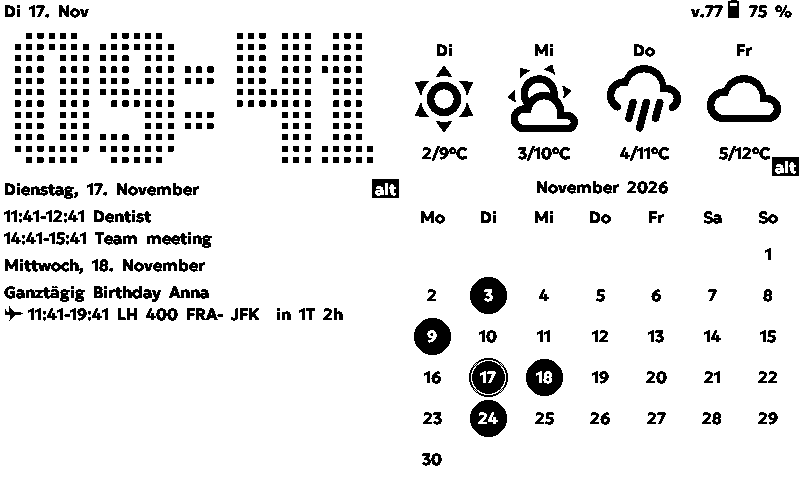 Di 17. Nov
v.77 75 %
09:41
Di Mi Do Fr
2/9°C 3/10°C 4/11°C 5/12°C
alt
Dienstag, 17. November
alt
11:41-12:41 Dentist
14:41-15:41 Team meeting
Mittwoch, 18. November
Ganztägig Birthday Anna
11:41-19:41 LH 400 FRA- JFK in 1T 2h
November 2026
Mo Di Mi Do Fr Sa So
1
2 3 4 5 6 7 8
9 10 11 12 13 14 15
16 17 18 19 20 21 22
23 24 25 26 27 28 29
30